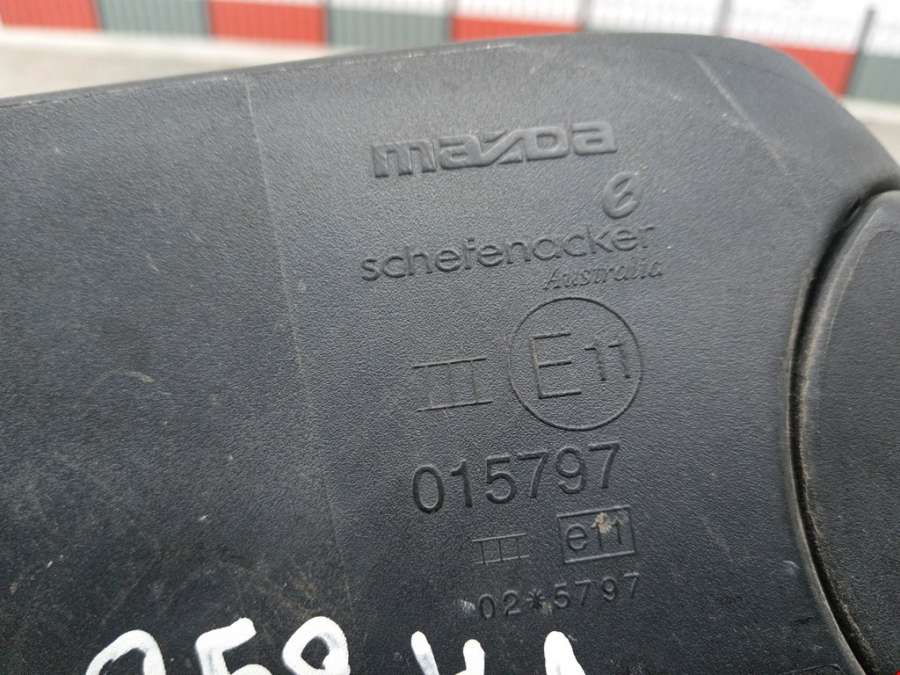 mazda
schefenacker
Australia
III E11
015797
III e11
02*5797